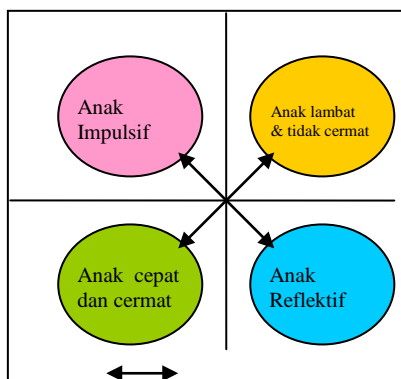 Anak
Impulsif
Anak lambat
& tidak cermat
Anak cepat
dan cermat
Anak
Reflektif